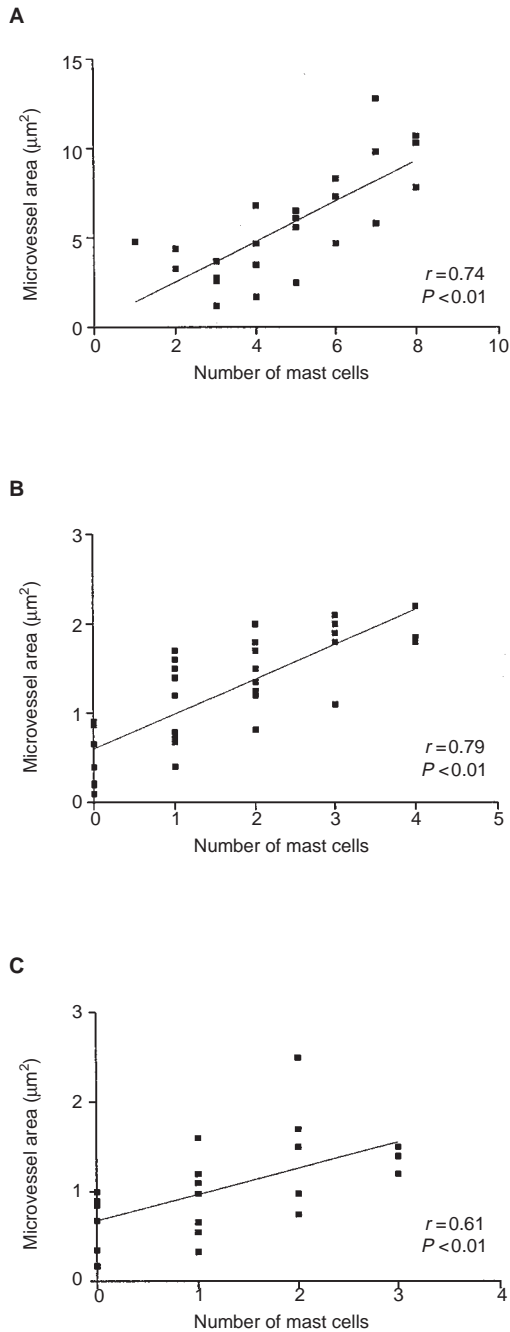 A
15
10
5
0
Microvessel area (μm²)
0 2 4 6 8 10
Number of mast cells
r=0.74
P<0.01
B
3
2
1
0
Microvessel area (μm²)
0 1 2 3 4 5
Number of mast cells
r=0.79
P<0.01
C
3
2
1
0
Microvessel area (μm²)
0 1 2 3 4
Number of mast cells
r=0.61
P<0.01